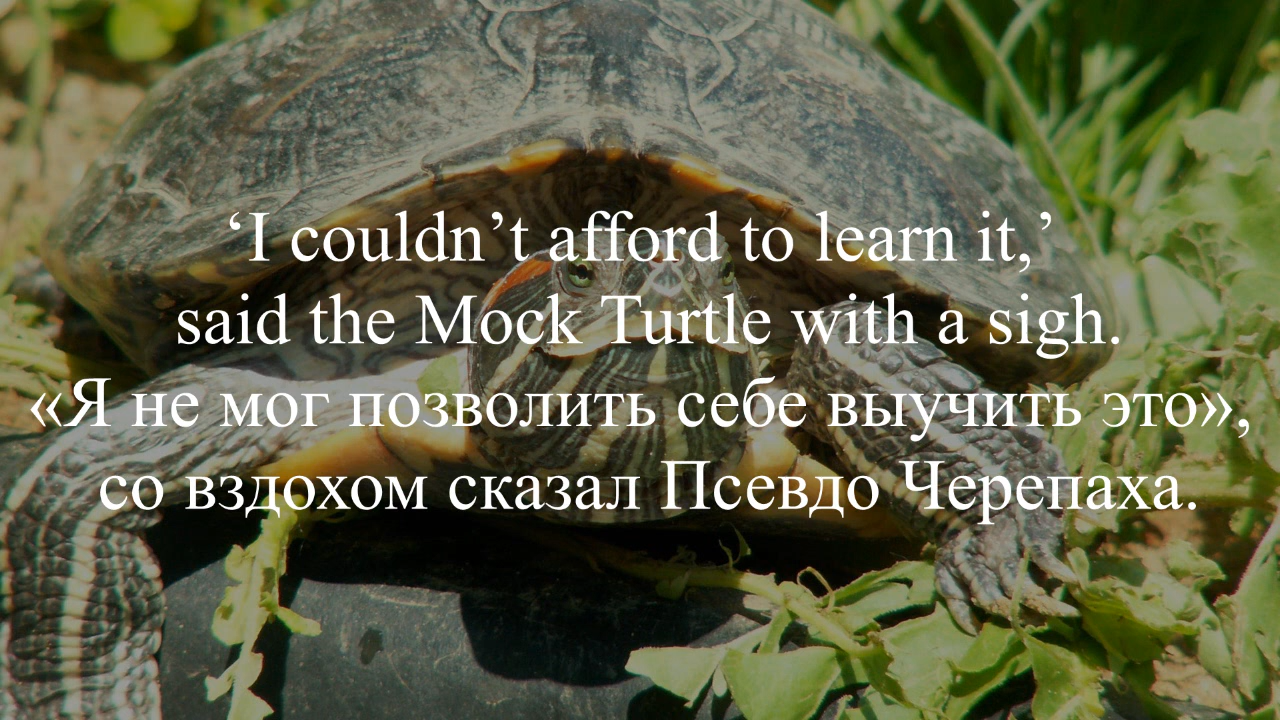 ‘I couldn’t afford to learn it,’
said the Mock Turtle with a sigh.
«Я не мог позволить себе выучить это»,
со вздохом сказал Псевдо Черепаха.